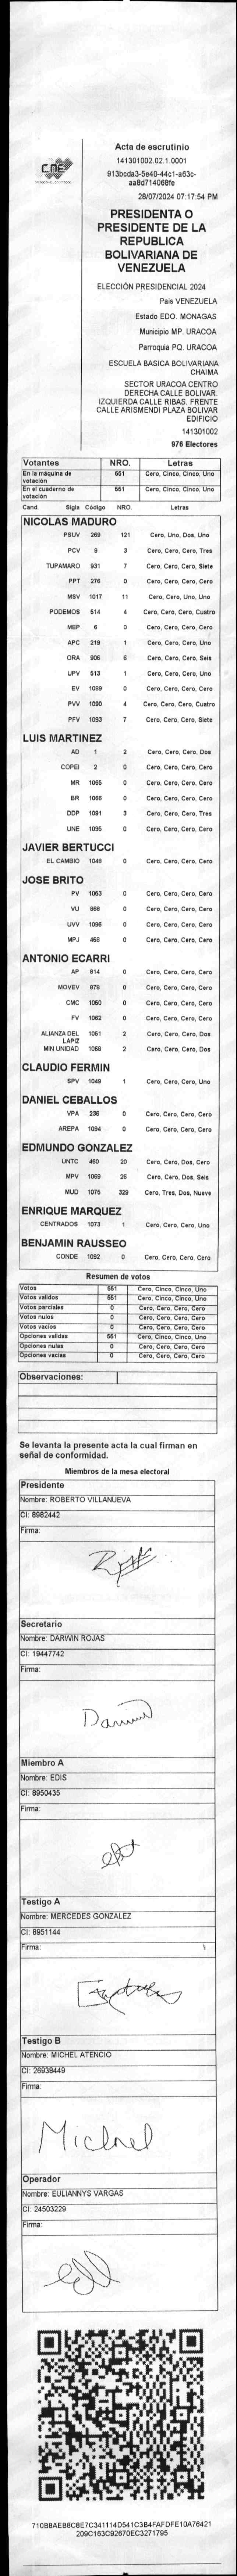 CNE
Acta de escrutinio
141301002.02.1.0001
913bcda3-5e40-44c1-a63c-
aa8d714068fe
28/07/2024 07:17:54 PM
PRESIDENTA O
PRESIDENTE DE LA
REPUBLICA
BOLIVARIANA DE
VENEZUELA
ELECCIÓN PRESIDENCIAL 2024
País VENEZUELA
Estado EDO. MONAGAS
Municipio MP. URACOA
Parroquia PQ. URACOA
ESCUELA BASICA BOLIVARIANA
CHAIMA
SECTOR URACOA CENTRO
DERECHA CALLE BOLIVAR.
IZQUIERDA CALLE RIBAS. FRENTE
CALLE ARISMENDI PLAZA BOLIVAR
EDIFICIO
141301002
976 Electores
Votantes NRO. Letras
En la máquina de votación 551 Cero, Cinco, Cinco, Uno
En el cuaderno de votación 551 Cero, Cinco, Cinco, Uno
Cand. Sigla Código NRO. Letras
NICOLAS MADURO
PSUV 269 121 Cero, Uno, Dos, Uno
PCV 9 3 Cero, Cero, Cero, Tres
TUPAMARO 931 7 Cero, Cero, Cero, Siete
PPT 276 0 Cero, Cero, Cero, Cero
MSV 1017 11 Cero, Cero, Uno, Uno
PODEMOS 514 4 Cero, Cero, Cero, Cuatro
MEP 6 0 Cero, Cero, Cero, Cero
APC 219 1 Cero, Cero, Cero, Uno
ORA 906 6 Cero, Cero, Cero, Seis
UPV 513 1 Cero, Cero, Cero, Uno
EV 1089 0 Cero, Cero, Cero, Cero
PVV 1090 4 Cero, Cero, Cero, Cuatro
PFV 1093 7 Cero, Cero, Cero, Siete
LUIS MARTINEZ
AD 1 2 Cero, Cero, Cero, Dos
COPEI 2 0 Cero, Cero, Cero, Cero
MR 1065 0 Cero, Cero, Cero, Cero
BR 1066 0 Cero, Cero, Cero, Cero
DDP 1091 3 Cero, Cero, Cero, Tres
UNE 1095 0 Cero, Cero, Cero, Cero
JAVIER BERTUCCI
EL CAMBIO 1048 0 Cero, Cero, Cero, Cero
JOSE BRITO
PV 1053 0 Cero, Cero, Cero, Cero
VU 868 0 Cero, Cero, Cero, Cero
UVV 1096 0 Cero, Cero, Cero, Cero
MPJ 458 0 Cero, Cero, Cero, Cero
ANTONIO ECARRI
AP 814 0 Cero, Cero, Cero, Cero
MOVEV 878 0 Cero, Cero, Cero, Cero
CMC 1050 0 Cero, Cero, Cero, Cero
FV 1062 0 Cero, Cero, Cero, Cero
ALIANZA DEL LAPIZ 1051 2 Cero, Cero, Cero, Dos
MIN UNIDAD 1068 2 Cero, Cero, Cero, Dos
CLAUDIO FERMIN
SPV 1049 1 Cero, Cero, Cero, Uno
DANIEL CEBALLOS
VPA 236 0 Cero, Cero, Cero, Cero
AREPA 1094 0 Cero, Cero, Cero, Cero
EDMUNDO GONZALEZ
UNTC 460 20 Cero, Cero, Dos, Cero
MPV 1069 26 Cero, Cero, Dos, Seis
MUD 1075 329 Cero, Tres, Dos, Nueve
ENRIQUE MARQUEZ
CENTRADOS 1073 1 Cero, Cero, Cero, Uno
BENJAMIN RAUSSEO
CONDE 1092 0 Cero, Cero, Cero, Cero
Resumen de votos
Votos 551 Cero, Cinco, Cinco, Uno
Votos validos 551 Cero, Cinco, Cinco, Uno
Votos parciales 0 Cero, Cero, Cero, Cero
Votos nulos 0 Cero, Cero, Cero, Cero
Votos vacios 0 Cero, Cero, Cero, Cero
Opciones validas 551 Cero, Cinco, Cinco, Uno
Opciones nulas 0 Cero, Cero, Cero, Cero
Opciones vacias 0 Cero, Cero, Cero, Cero
Observaciones:
Se levanta la presente acta la cual firman en
señal de conformidad.
Miembros de la mesa electoral
Presidente
Nombre: ROBERTO VILLANUEVA
CI: 8982442
Firma:
Secretario
Nombre: DARWIN ROJAS
CI: 19447742
Firma:
Miembro A
Nombre: EDIS
CI: 8950435
Firma:
Testigo A
Nombre: MERCEDES GONZALEZ
CI: 8951144
Firma:
Testigo B
Nombre: MICHEL ATENCIO
CI: 26938449
Firma:
Michel
Operador
Nombre: EULIANNYS VARGAS
CI: 24503229
Firma:
710B8AEB8C8E7C341114D541C3B4FAFDFE10A76421
209C163C92670EC3271795